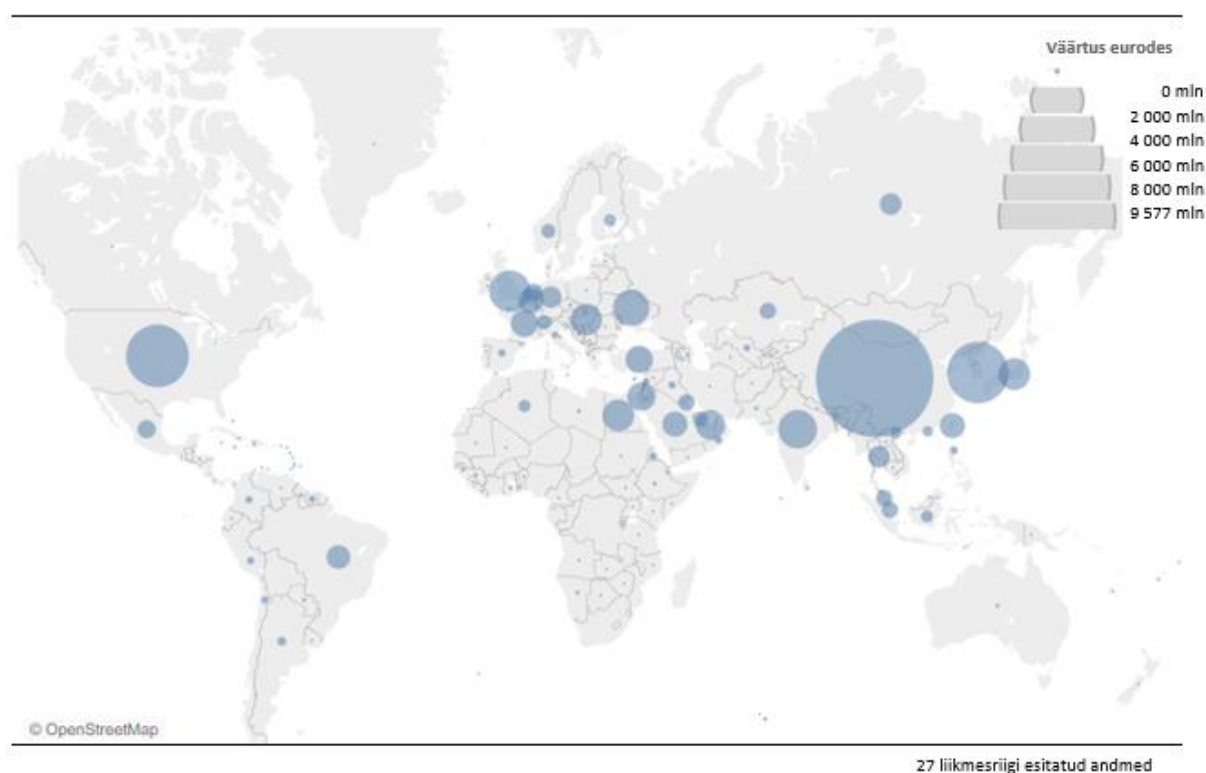 Väärtus eurodes
0 mln
2 000 mln
4 000 mln
6 000 mln
8 000 mln
9 577 mln
© OpenStreetMap
27 liikmesriigi esitatud andmed